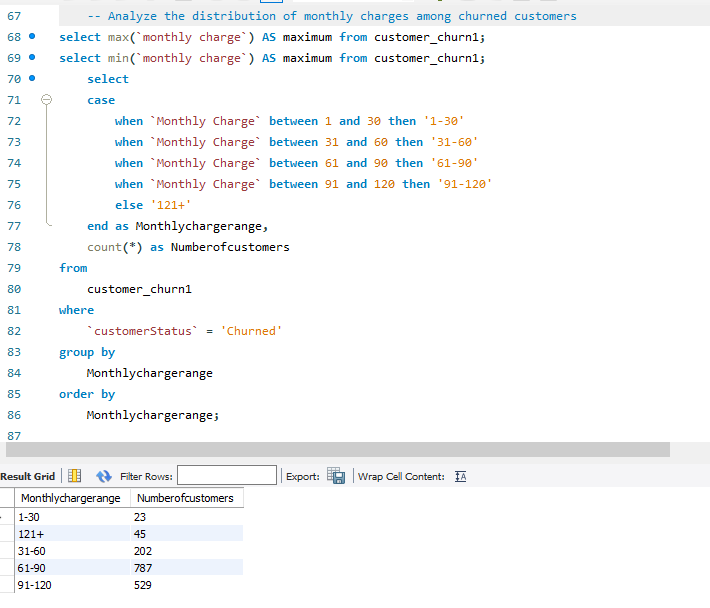 67 -- Analyze the distribution of monthly charges among churned customers
68 select max(`monthly charge`) AS maximum from customer_churn1;
69 select min(`monthly charge`) AS maximum from customer_churn1;
70 select
71 case
72 when `Monthly Charge` between 1 and 30 then '1-30'
73 when `Monthly Charge` between 31 and 60 then '31-60'
74 when `Monthly Charge` between 61 and 90 then '61-90'
75 when `Monthly Charge` between 91 and 120 then '91-120'
76 else '121+'
77 end as Monthlychargerange,
78 count(*) as Numberofcustomers
79 from
80 customer_churn1
81 where
82 `customerStatus` = 'Churned'
83 group by
84 Monthlychargerange
85 order by
86 Monthlychargerange;
87
Result Grid Filter Rows: Export: Wrap Cell Content: IA
Monthlychargerange Numberofcustomers
1-30 23
121+ 45
31-60 202
61-90 787
91-120 529